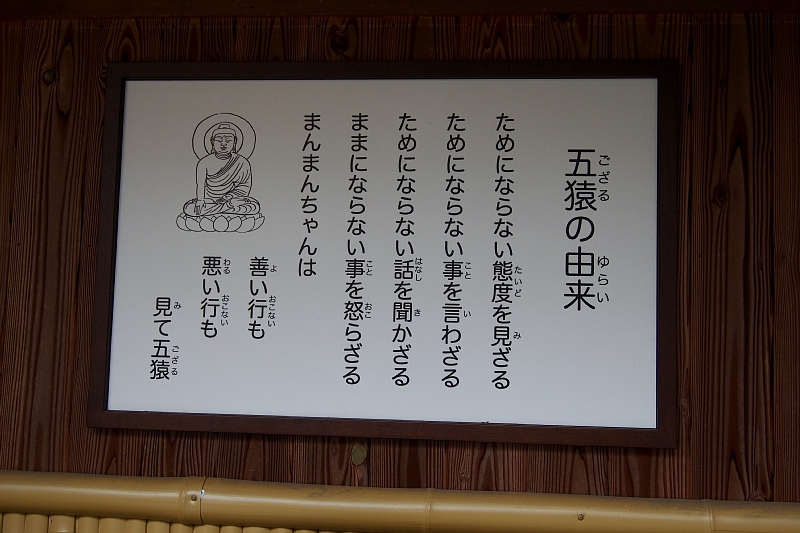 五猿の由来
ためにならない態度を見ざる
ためにならない事を言わざる
ためにならない話を聞かざる
ままにならない事を怒らざる
まんまんちゃんは
善い行も
悪い行も
見て五猿